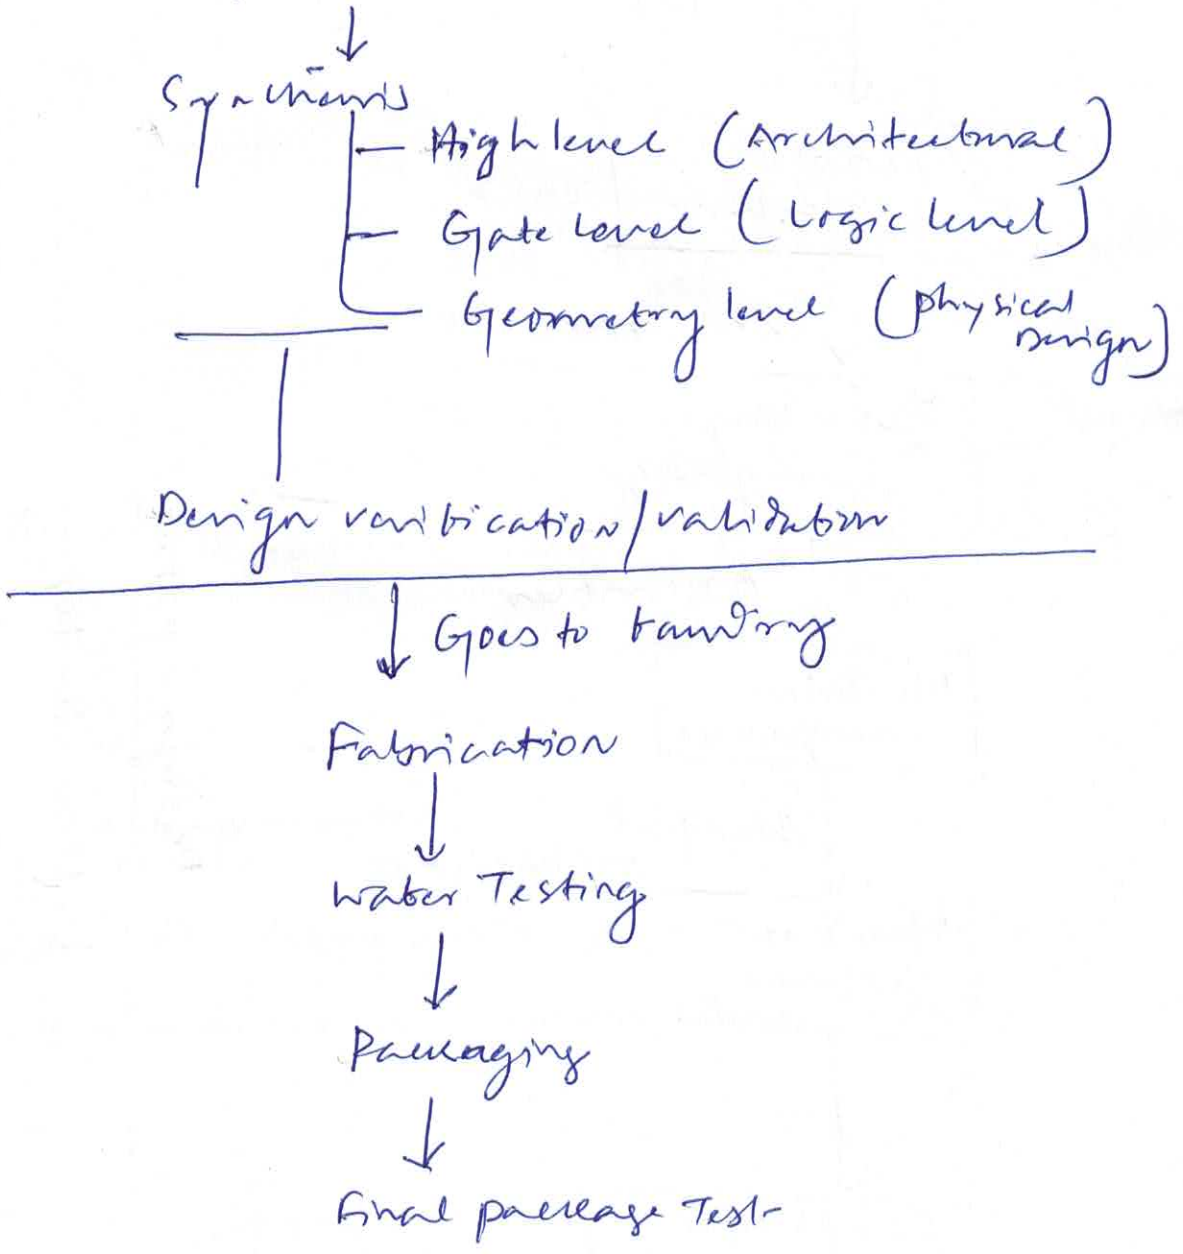 Synthesis
High level (Architectural)
Gate Level (Logic level)
Geometry level (physical
Design)
Design verification/validation
Goes to foundry
Fabrication
Wafer Testing
Packaging
Final package Test